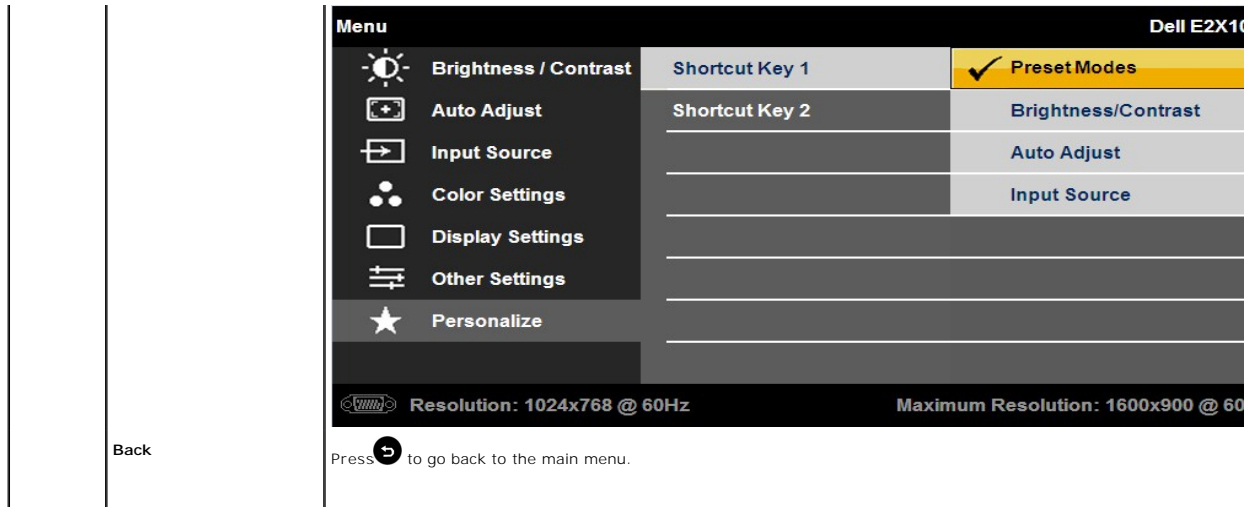 Menu Dell E2X10
Brightness / Contrast Shortcut Key 1 Preset Modes
Auto Adjust Shortcut Key 2 Brightness/Contrast
Input Source Auto Adjust
Color Settings Input Source
Display Settings
Other Settings
Personalize
Resolution: 1024x768 @ 60Hz Maximum Resolution: 1600x900 @ 60
Back Press to go back to the main menu.